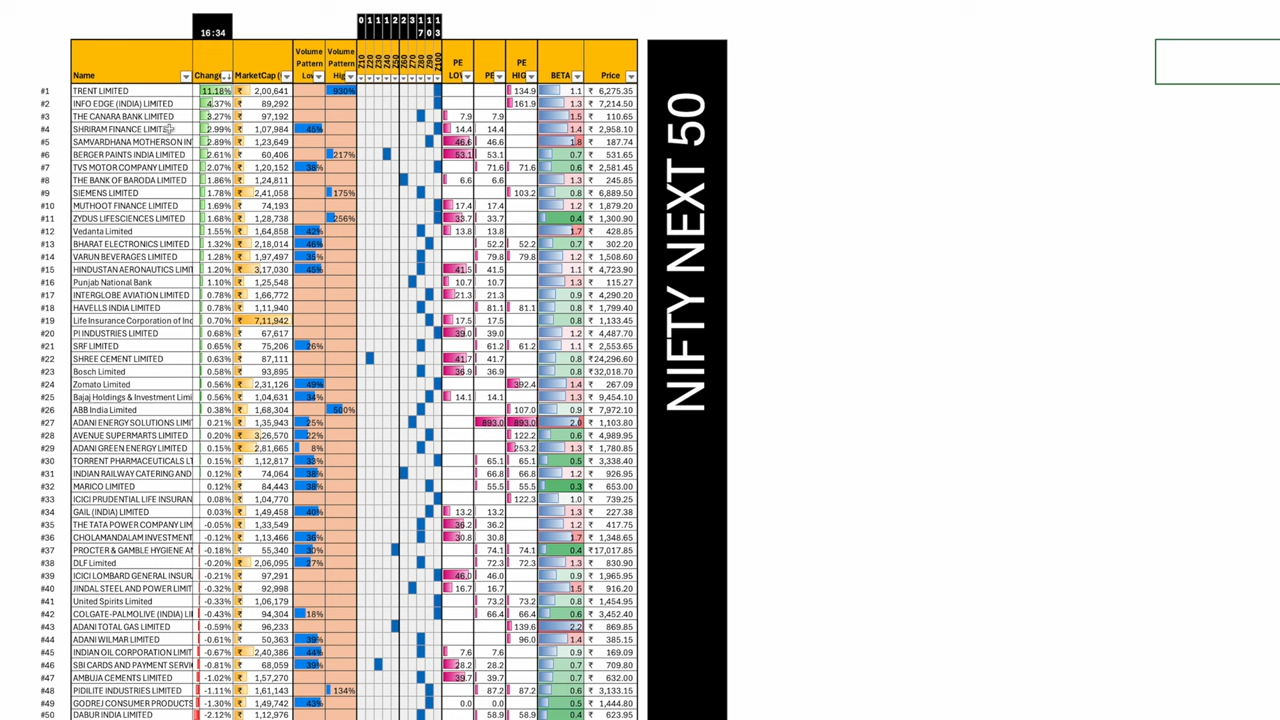 16:34
0 1 1 1 2 2 3 17 10 13
Name Change MarketCap ( Volume Pattern Low Volume Pattern High Z10 Z20 Z30 Z40 Z50 Z60 Z70 Z80 Z90 Z100 PE LOW PE PE HIG BETA Price
#1 TRENT LIMITED 11.18% ₹ 2,00,641 930% 134.9 1.1 ₹ 6,275.35
#2 INFO EDGE (INDIA) LIMITED 4.37% ₹ 89,292 161.9 1.3 ₹ 7,214.50
#3 THE CANARA BANK LIMITED 3.27% ₹ 97,192 7.9 7.9 1.5 ₹ 110.65
#4 SHRIRAM FINANCE LIMIT 2.99% ₹ 1,07,984 45% 14.4 14.4 1.4 ₹ 2,958.10
#5 SAMVARDHANA MOTHERSON IN 2.89% ₹ 1,23,649 46.6 46.6 1.8 ₹ 187.74
#6 BERGER PAINTS INDIA LIMITED 2.61% ₹ 60,406 217% 53.1 53.1 0.7 ₹ 531.65
#7 TVS MOTOR COMPANY LIMITED 2.07% ₹ 1,20,152 38% 71.6 71.6 0.6 ₹ 2,581.45
#8 THE BANK OF BARODA LIMITED 1.86% ₹ 1,24,811 6.6 6.6 1.3 ₹ 245.85
#9 SIEMENS LIMITED 1.78% ₹ 2,41,058 175% 103.2 0.8 ₹ 6,889.50
#10 MUTHOOT FINANCE LIMITED 1.69% ₹ 74,193 17.4 17.4 1.2 ₹ 1,879.20
#11 ZYDUS LIFESCIENCES LIMITED 1.68% ₹ 1,28,738 256% 33.7 33.7 0.4 ₹ 1,300.90
#12 Vedanta Limited 1.55% ₹ 1,64,858 42% 13.8 13.8 1.7 ₹ 428.85
#13 BHARAT ELECTRONICS LIMITED 1.32% ₹ 2,18,014 46% 52.2 52.2 0.7 ₹ 302.20
#14 VARUN BEVERAGES LIMITED 1.28% ₹ 1,97,497 35% 79.8 79.8 1.2 ₹ 1,508.60
#15 HINDUSTAN AERONAUTICS LIMI 1.20% ₹ 3,17,030 45% 41.5 41.5 1.1 ₹ 4,723.90
#16 Punjab National Bank 1.10% ₹ 1,25,548 10.7 10.7 1.3 ₹ 115.27
#17 INTERGLOBE AVIATION LIMITED 0.78% ₹ 1,66,772 21.3 21.3 0.9 ₹ 4,290.20
#18 HAVELLS INDIA LIMITED 0.78% ₹ 1,11,940 81.1 81.1 0.8 ₹ 1,799.40
#19 Life Insurance Corporation of Inc 0.70% ₹ 7,11,942 17.5 17.5 0.8 ₹ 1,133.45
#20 PI INDUSTRIES LIMITED 0.68% ₹ 67,617 39.0 39.0 1.2 ₹ 4,487.70
#21 SRF LIMITED 0.65% ₹ 75,206 26% 61.2 61.2 1.1 ₹ 2,553.65
#22 SHREE CEMENT LIMITED 0.63% ₹ 87,111 41.7 41.7 0.8 ₹24,296.60
#23 Bosch Limited 0.58% ₹ 93,895 36.9 36.9 0.8 ₹32,018.70
#24 Zomato Limited 0.56% ₹ 2,31,126 49% 392.4 1.4 ₹ 267.09
#25 Bajaj Holdings & Investment Limi 0.56% ₹ 1,04,631 34% 14.1 14.1 0.8 ₹ 9,454.10
#26 ABB India Limited 0.38% ₹ 1,68,304 500% 107.0 0.9 ₹ 7,972.10
#27 ADANI ENERGY SOLUTIONS LIMI 0.21% ₹ 1,35,943 25% 893.0 893.0 2.0 ₹ 1,103.80
#28 AVENUE SUPERMARTS LIMITED 0.20% ₹ 3,26,570 22% 122.2 0.6 ₹ 4,989.95
#29 ADANI GREEN ENERGY LIMITED 0.15% ₹ 2,81,665 8% 253.2 1.3 ₹ 1,780.85
#30 TORRENT PHARMACEUTICALS LT 0.15% ₹ 1,12,817 33% 65.1 65.1 0.5 ₹ 3,338.40
#31 INDIAN RAILWAY CATERING AND 0.12% ₹ 74,064 38% 66.8 66.8 1.2 ₹ 926.95
#32 MARICO LIMITED 0.12% ₹ 84,443 38% 55.5 55.5 0.3 ₹ 653.00
#33 ICICI PRUDENTIAL LIFE INSURAN 0.08% ₹ 1,04,770 122.3 1.0 ₹ 739.25
#34 GAIL (INDIA) LIMITED 0.03% ₹ 1,49,458 40% 13.2 13.2 1.3 ₹ 227.38
#35 THE TATA POWER COMPANY LIM -0.05% ₹ 1,33,549 36.2 36.2 1.2 ₹ 417.75
#36 CHOLAMANDALAM INVESTMENT -0.12% ₹ 1,13,466 36% 30.8 30.8 1.7 ₹ 1,348.65
#37 PROCTER & GAMBLE HYGIENE AN -0.18% ₹ 55,340 30% 74.1 74.1 0.4 ₹17,017.85
#38 DLF Limited -0.20% ₹ 2,06,095 27% 72.3 72.3 1.3 ₹ 830.90
#39 ICICI LOMBARD GENERAL INSUR -0.21% ₹ 97,291 46.0 46.0 0.9 ₹ 1,965.95
#40 JINDAL STEEL AND POWER LIMIT -0.32% ₹ 92,998 16.7 16.7 1.5 ₹ 916.20
#41 United Spirits Limited -0.33% ₹ 1,06,179 73.2 73.2 0.8 ₹ 1,454.95
#42 COLGATE-PALMOLIVE (INDIA) LI -0.43% ₹ 94,304 18% 66.4 66.4 0.6 ₹ 3,452.40
#43 ADANI TOTAL GAS LIMITED -0.59% ₹ 96,233 139.6 2.2 ₹ 869.85
#44 ADANI WILMAR LIMITED -0.61% ₹ 50,363 39% 96.0 1.4 ₹ 385.15
#45 INDIAN OIL CORPORATION LIMIT -0.67% ₹ 2,40,386 44% 7.6 7.6 0.9 ₹ 169.09
#46 SBI CARDS AND PAYMENT SERVI -0.81% ₹ 68,059 39% 28.2 28.2 0.7 ₹ 709.80
#47 AMBUJA CEMENTS LIMITED -1.02% ₹ 1,57,270 39.7 39.7 0.7 ₹ 632.00
#48 PIDILITE INDUSTRIES LIMITED -1.11% ₹ 1,61,143 134% 87.2 87.2 0.6 ₹ 3,133.15
#49 GODREJ CONSUMER PRODUCTS -1.30% ₹ 1,49,742 43% 0.0 0.0 0.5 ₹ 1,444.80
#50 DABUR INDIA LIMITED -2.12% ₹ 1,12,976 58.9 58.9 0.4 ₹ 623.95
NIFTY NEXT 50